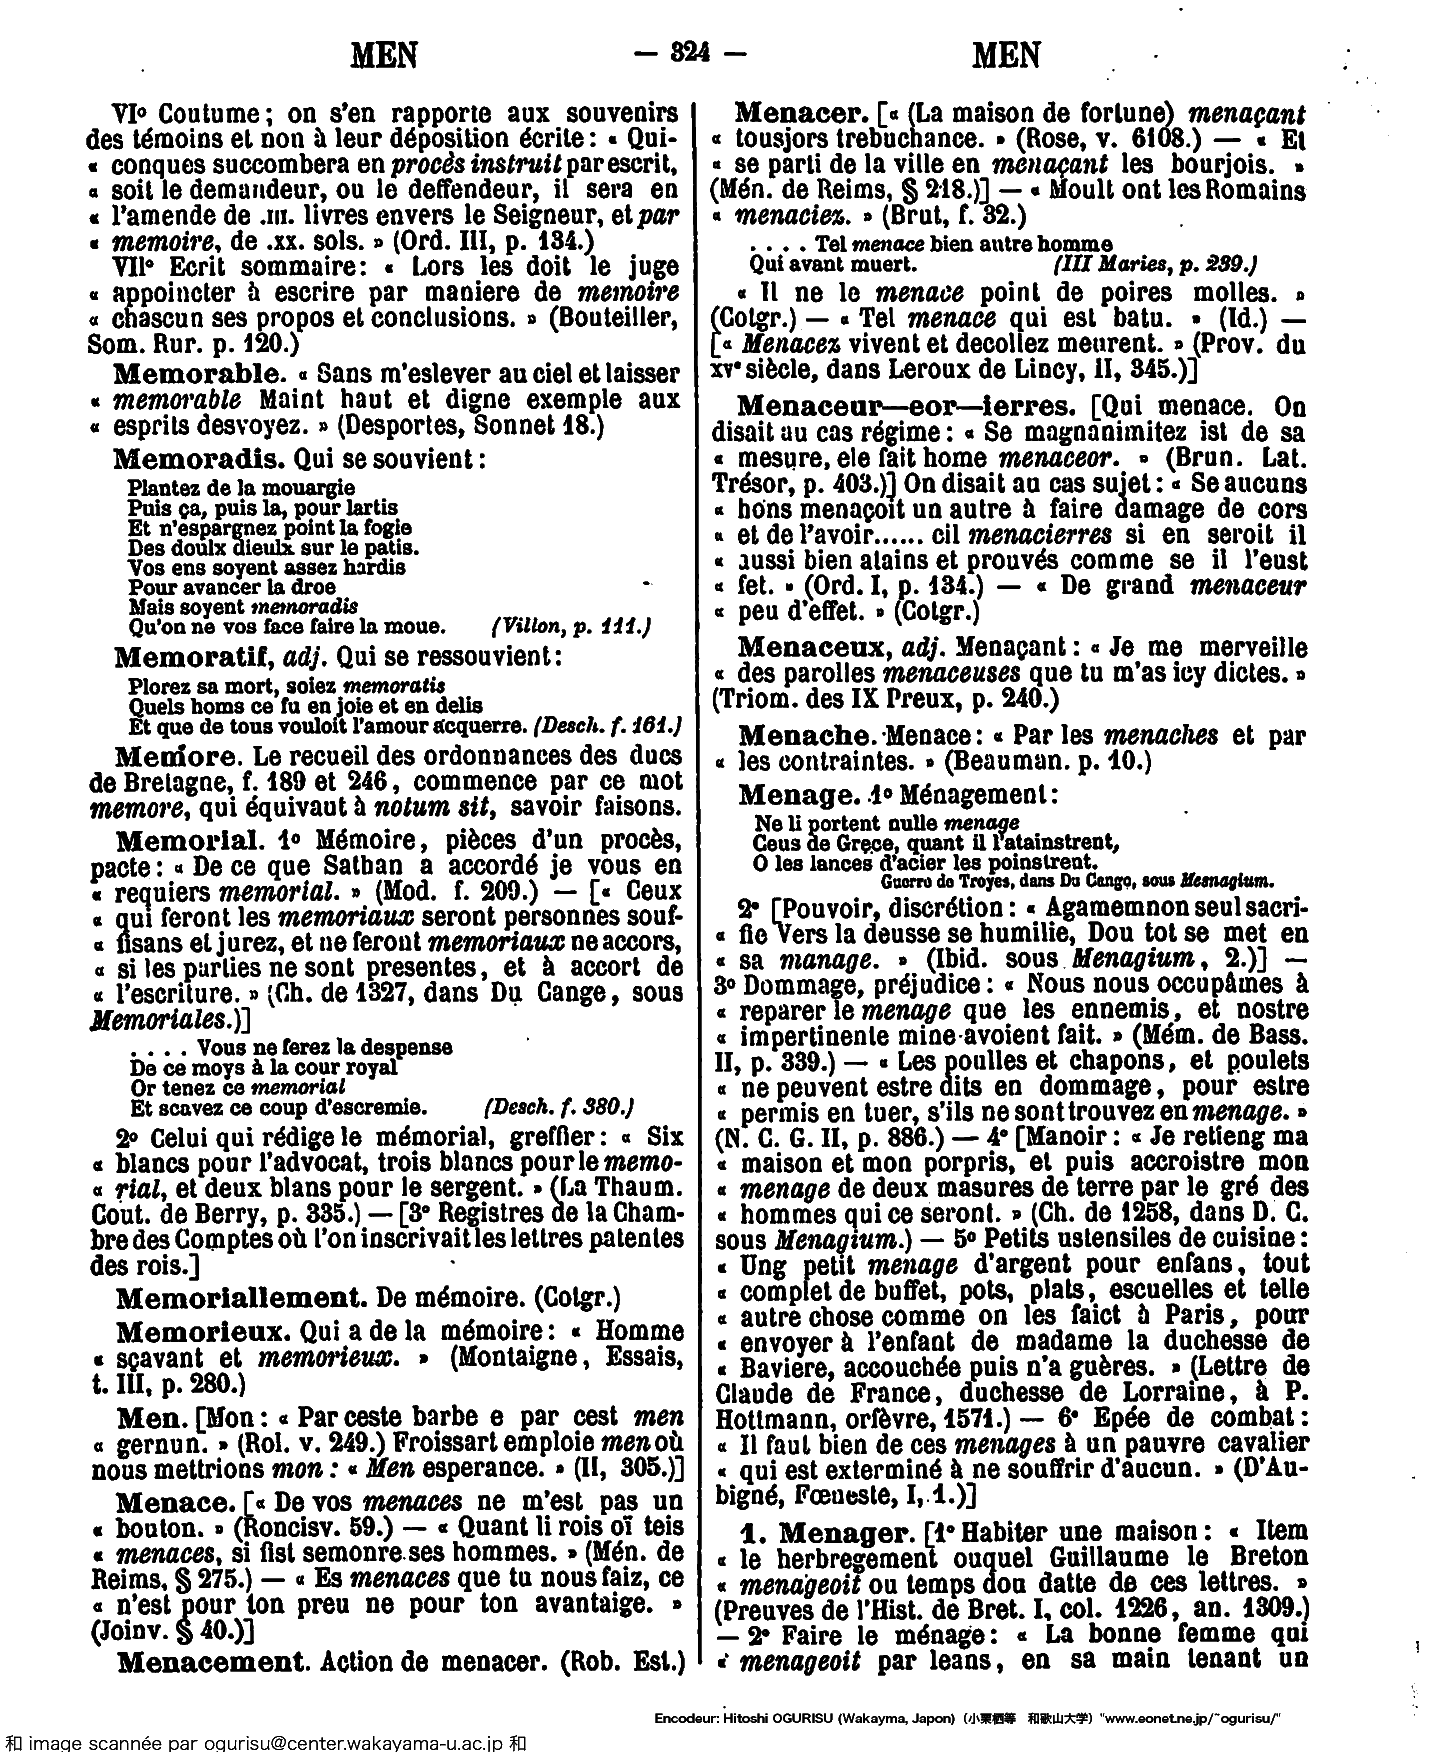 MEN — 324 — MEN
VIº Coutume; on s'en rapporte aux souvenirs
des témoins et non à leur déposition écrite: « Qui-
« conques succombera en procès instruit par escrit,
« soit le demandeur, ou le deffendeur, il sera en
« l'amende de .III. livres envers le Seigneur, et par
« memoire, de .xx. sols. » (Ord. III, p. 134.)
VIIº Ecrit sommaire: « Lors les doit le juge
« appoincter à escrire par maniere de memoire
« chascun ses propos et conclusions. » (Bouteiller,
Som. Rur. p. 120.)
Memorable. « Sans m'eslever au ciel et laisser
« memorable Maint haut et digne exemple aux
« esprits desvoyez. » (Desportes, Sonnet 18.)
Memoradis. Qui se souvient:
Plantez de la mouargie
Puis ça, puis la, pour lartis
Et n'espargnez point la fogie
Des doulx dieulx sur le patis.
Vos ens soyent assez hardis
Pour avancer la droe
Mais soyent memoradis
Qu'on ne vos face faire la moue. (Villon, p. 111.)
Memoratif, adj. Qui se ressouvient:
Plorez sa mort, soiez memoratis
Quels homs ce fu en joie et en delis
Et que de tous vouloit l'amour acquerre. (Desch. f. 161.)
Memore. Le recueil des ordonnances des ducs
de Bretagne, f. 189 et 246, commence par ce mot
memore, qui équivaut à notum sit, savoir faisons.
Memorial. 1º Mémoire, pièces d'un procès,
pacte: « De ce que Sathan a accordé je vous en
« requiers memorial. » (Mod. f. 209.) — [« Ceux
« qui feront les memoriaux seront personnes souf-
« fisans et jurez, et ne feront memoriaux ne accors,
« si les parties ne sont presentes, et à accort de
« l'escriture. » (Ch. de 1327, dans Du Cange, sous
Memoriales.)]
. . . . Vous ne ferez la despense
De ce moys à la cour royal
Or tenez ce memorial
Et scavez ce coup d'escremie. (Desch. f. 380.)
2º Celui qui rédige le mémorial, greffier: « Six
« blancs pour l'advocat, trois blancs pour le memo-
« rial, et deux blans pour le sergent. » (La Thaum.
Cout. de Berry, p. 335.) — [3º Registres de la Cham-
bre des Comptes où l'on inscrivait les lettres patentes
des rois.]
Memoriallement. De mémoire. (Cotgr.)
Memorieux. Qui a de la mémoire: « Homme
« sçavant et memorieux. » (Montaigne, Essais,
t. III, p. 280.)
Men. [Mon: « Par ceste barbe e par cest men
« gernun. » (Rol. v. 249.) Froissart emploie men où
nous mettrions mon: « Men esperance. » (II, 305.)]
Menace. [« De vos menaces ne m'est pas un
« bouton. » (Roncisv. 59.) — « Quant li rois oï teis
« menaces, si fist semonre ses hommes. » (Mén. de
Reims, § 275.) — « Es menaces que tu nous faiz, ce
« n'est pour ton preu ne pour ton avantaige. »
(Joinv. § 40.)]
Menacement. Action de menacer. (Rob. Est.)
Menacer. [« (La maison de fortune) menaçant
« tousjors trebuchance. » (Rose, v. 6108.) — « Et
« se parti de la ville en menaçant les bourjois. »
(Mén. de Reims, § 218.)] — « Moult ont les Romains
« menaciez. » (Brut, f. 32.)
. . . . Tel menace bien autre homme
Qui avant muert. (III Maries, p. 239.)
« Il ne le menace point de poires molles. »
(Cotgr.) — « Tel menace qui est batu. » (Id.) —
[« Menacez vivent et decollez meurent. » (Prov. du
XVᵉ siècle, dans Leroux de Lincy, II, 345.)]
Menaceur—eor—ierres. [Qui menace. On
disait au cas régime: « Se magnanimitez ist de sa
« mesure, ele fait home menaceor. » (Brun. Lat.
Trésor, p. 403.)] On disait au cas sujet: « Se aucuns
« hons menaçoit un autre à faire damage de cors
« et de l'avoir...... cil menacierres si en seroit il
« aussi bien atains et prouvés comme se il l'eust
« fet. » (Ord. I, p. 134.) — « De grand menaceur
« peu d'effet. » (Cotgr.)
Menaceux, adj. Menaçant: « Je me merveille
« des parolles menaceuses que tu m'as icy dictes. »
(Triom. des IX Preux, p. 240.)
Menache. Menace: « Par les menaches et par
« les contraintes. » (Beauman. p. 10.)
Menage. 1º Ménagement:
Ne li portent nulle menage
Ceus de Grece, quant il l'atainstrent,
O les lances d'acier les poinstrent.
Guerre de Troyes, dans Du Cange, sous Mesnagium.
2º [Pouvoir, discrétion: « Agamemnon seul sacri-
« fie Vers la deusse se humilie, Dou tot se met en
« sa manage. » (Ibid. sous Menagium, 2.)] —
3º Dommage, préjudice: « Nous nous occupâmes à
« reparer le menage que les ennemis, et nostre
« impertinente mine avoient fait. » (Mém. de Bass.
II, p. 339.) — « Les poulles et chapons, et poulets
« ne peuvent estre dits en dommage, pour estre
« permis en tuer, s'ils ne sont trouvez en menage. »
(N. C. G. II, p. 886.) — 4º [Manoir: « Je retieng ma
« maison et mon porpris, et puis accroistre mon
« menage de deux masures de terre par le gré des
« hommes qui ce seront. » (Ch. de 1258, dans D. C.
sous Menagium.) — 5º Petits ustensiles de cuisine:
« Ung petit menage d'argent pour enfans, tout
« complet de buffet, pots, plats, escuelles et telle
« autre chose comme on les faict à Paris, pour
« envoyer à l'enfant de madame la duchesse de
« Baviere, accouchée puis n'a guères. » (Lettre de
Claude de France, duchesse de Lorraine, à P.
Hottmann, orfèvre, 1571.) — 6º Epée de combat:
« Il faut bien de ces menages à un pauvre cavalier
« qui est exterminé à ne souffrir d'aucun. » (D'Au-
bigné, Fœneste, I, 1.)]
1. Menager. [1º Habiter une maison: « Item
« le herbregement ouquel Guillaume le Breton
« menageoit ou temps dou datte de ces lettres. »
(Preuves de l'Hist. de Bret. I, col. 1226, an. 1309.)
— 2º Faire le ménage: « La bonne femme qui
« menageoit par leans, en sa main tenant un
Encodeur: Hitoshi OGURISU (Wakayma, Japon) (小栗栖等 和歌山大学) "www.eonet.ne.jp/~ogurisu/"
和 image scannée par ogurisu@center.wakayama-u.ac.jp 和